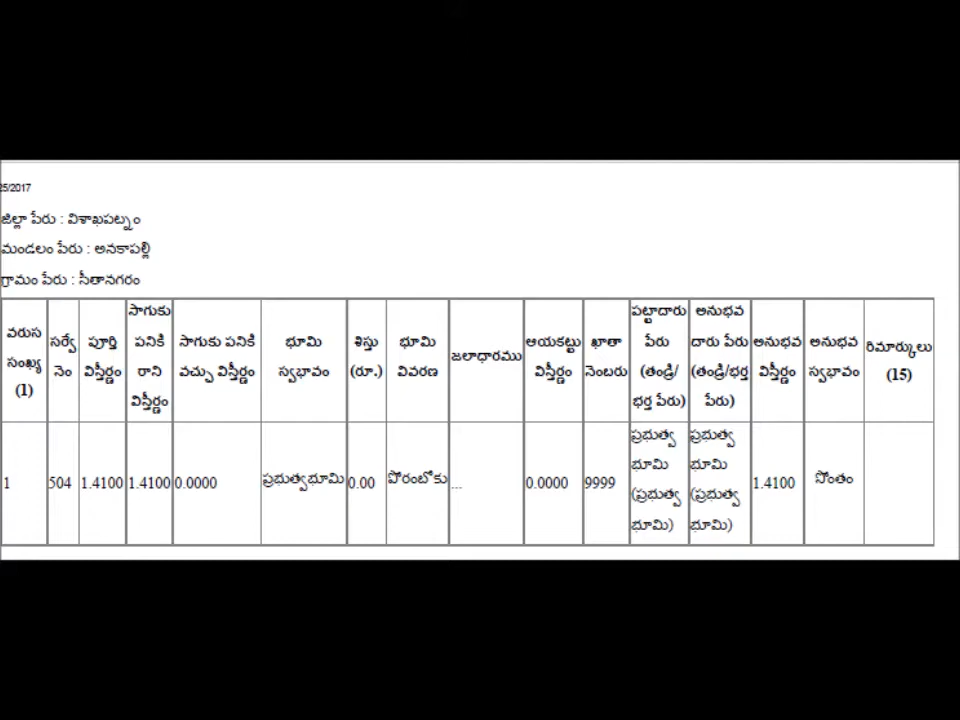 25/2017
జిల్లా పేరు : విశాఖపట్నం
మండలం పేరు : అనకాపల్లి
గ్రామం పేరు : సీతానగరం
వరుస సంఖ్య (1) సర్వే నెం పూర్తి విస్తీర్ణం సాగుకు పనికి రాని విస్తీర్ణం సాగుకు పనికి వచ్చు విస్తీర్ణం భూమి స్వభావం శిస్తు (రూ.) భూమి వివరణ జలాధారము ఆయకట్టు విస్తీర్ణం ఖాతా నెంబరు పట్టాదారు పేరు (తండ్రి/ భర్త పేరు) అనుభవ దారు పేరు (తండ్రి/భర్త పేరు) అనుభవ విస్తీర్ణం అనుభవ స్వభావం రిమార్కులు (15)
1 504 1.4100 1.4100 0.0000 ప్రభుత్వభూమి 0.00 పోరంబోకు ... 0.0000 9999 ప్రభుత్వ భూమి (ప్రభుత్వ భూమి) ప్రభుత్వ భూమి (ప్రభుత్వ భూమి) 1.4100 సొంతం